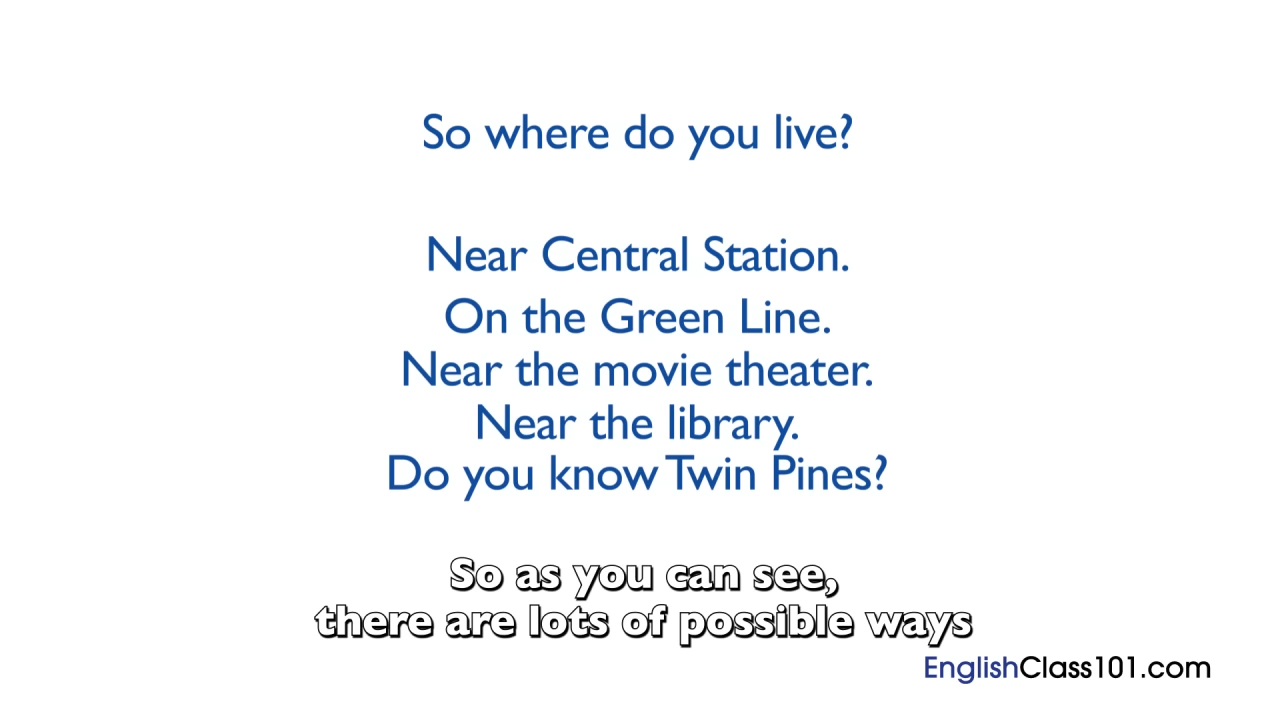 So where do you live?
Near Central Station.
On the Green Line.
Near the movie theater.
Near the library.
Do you know Twin Pines?
So as you can see,
there are lots of possible ways
EnglishClass101.com